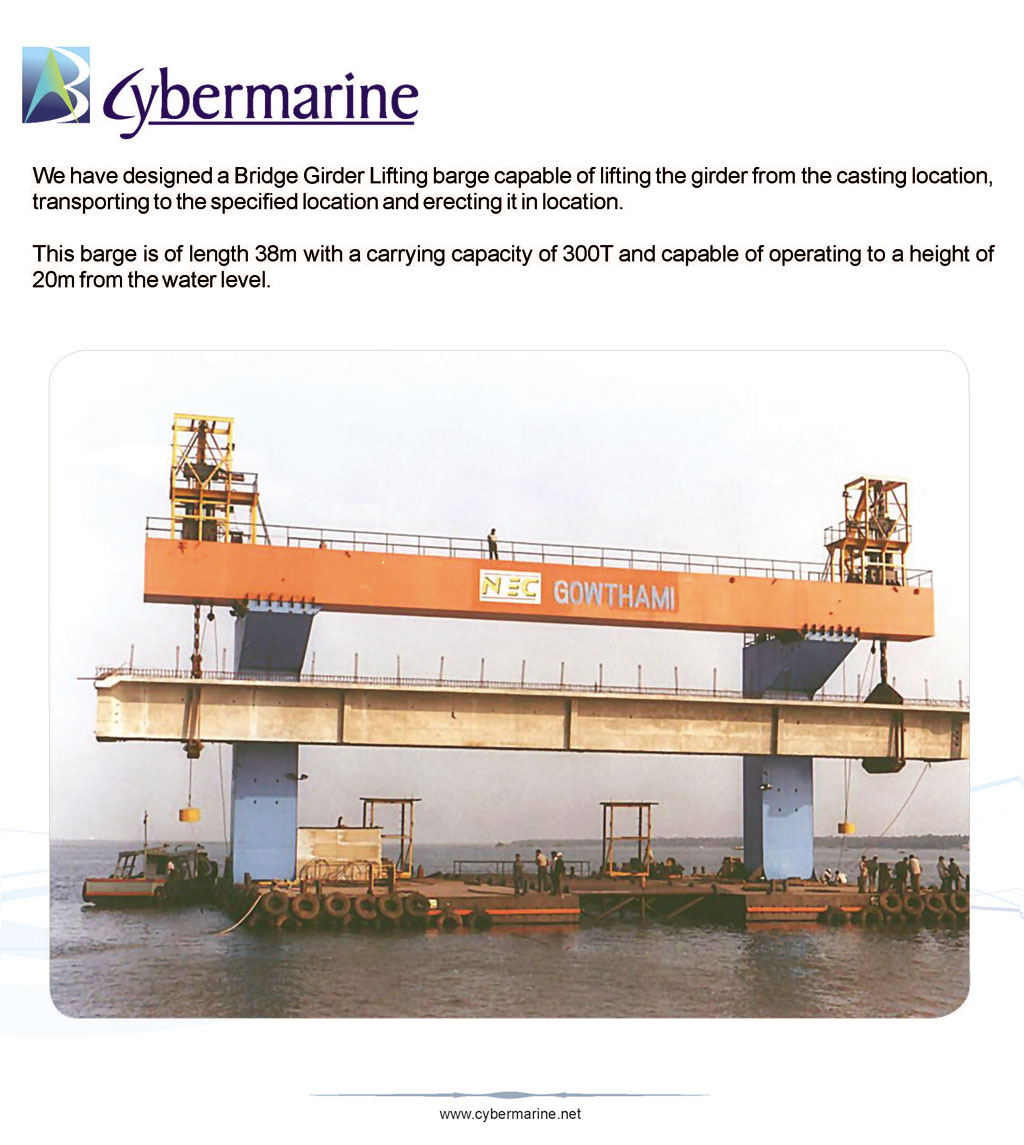 Cybermarine
We have designed a Bridge Girder Lifting barge capable of lifting the girder from the casting location,
transporting to the specified location and erecting it in location.
This barge is of length 38m with a carrying capacity of 300T and capable of operating to a height of
20m from the water level.
NEC GOWTHAMI
www.cybermarine.net